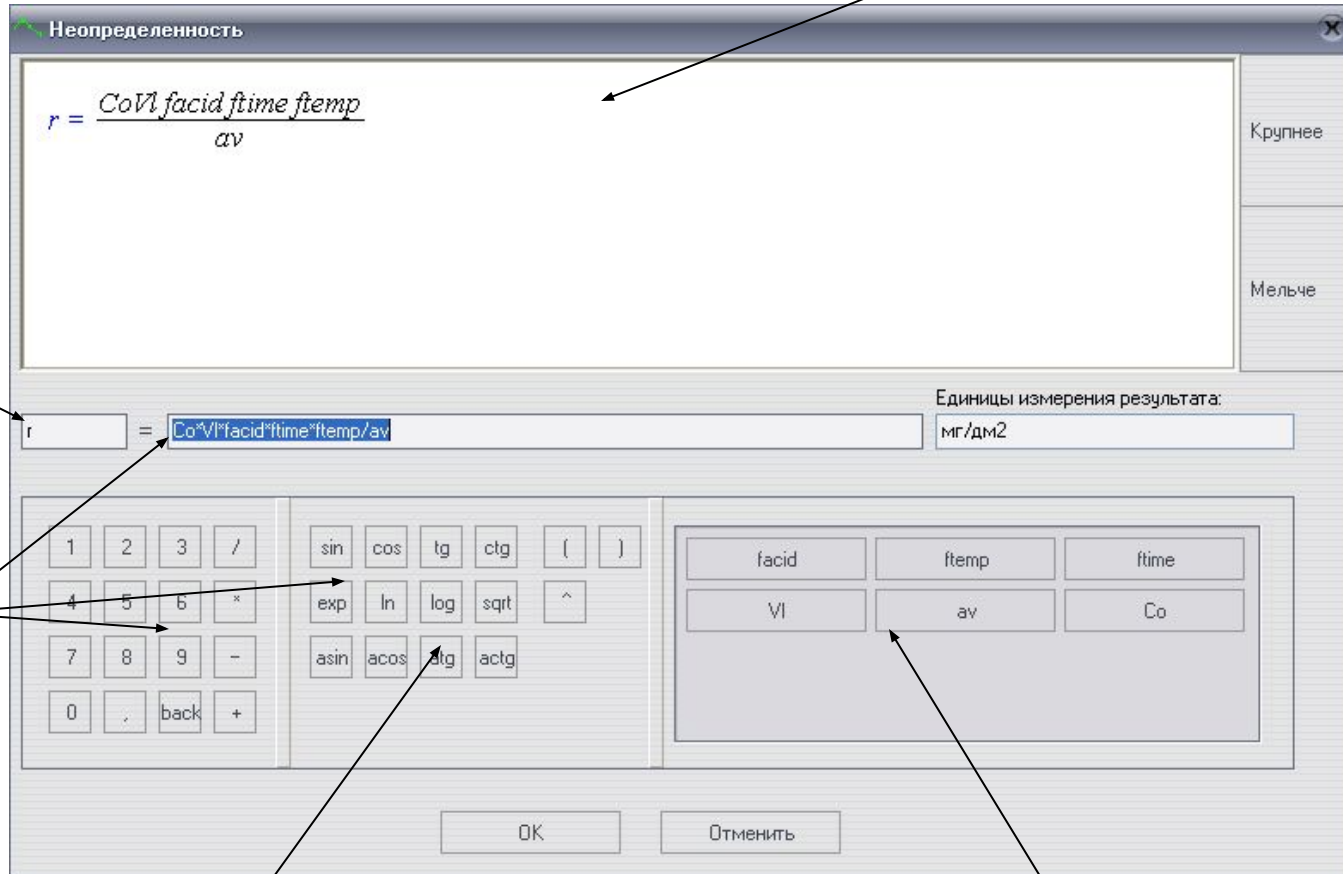 Неопределенность
r = CoVl facid ftime ftemp
av
Крупнее
Мельче
Единицы измерения результата:
r = Co*Vl*facid*ftime*ftemp/av мг/дм2
1 2 3 / sin cos tg ctg ( )
4 5 6 * exp ln log sqrt ^
7 8 9 - asin acos atg actg
0 , back +
facid ftemp ftime
Vl av Co
OK Отменить